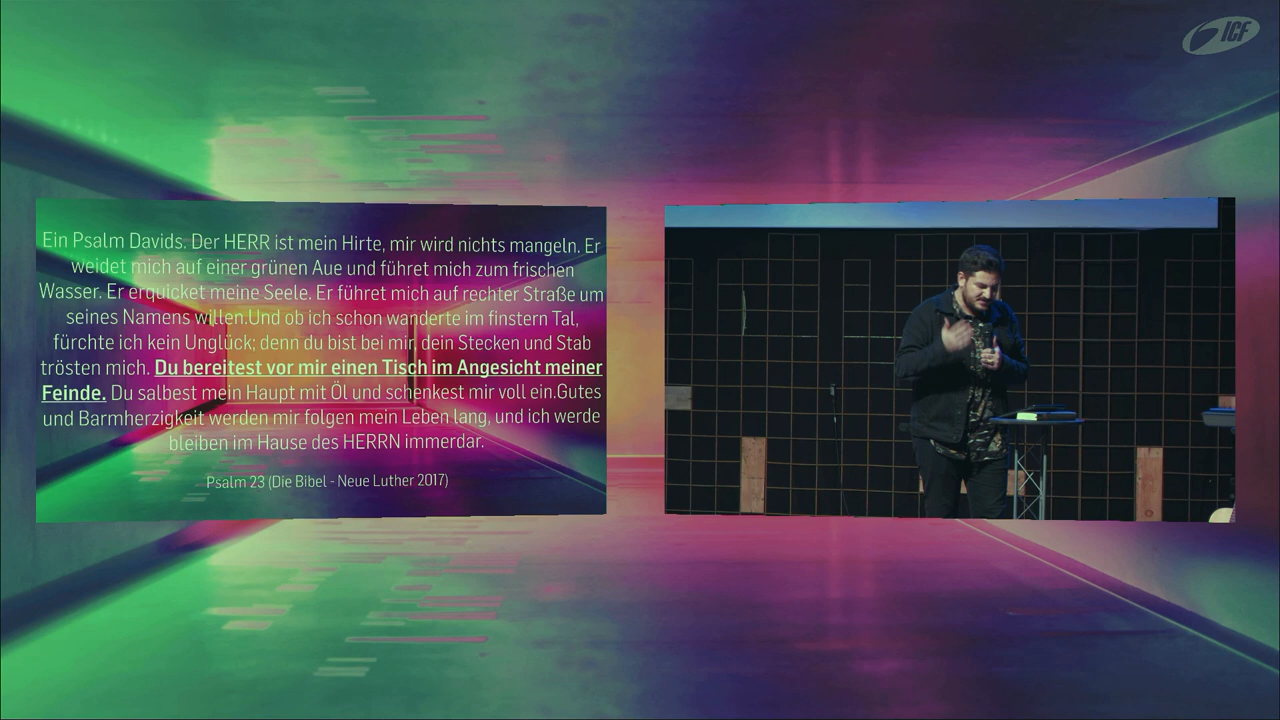 ICF
Ein Psalm Davids. Der HERR ist mein Hirte, mir wird nichts mangeln. Er
weidet mich auf einer grünen Aue und führet mich zum frischen
Wasser. Er erquicket meine Seele. Er führet mich auf rechter Straße um
seines Namens willen.Und ob ich schon wanderte im finstern Tal,
fürchte ich kein Unglück; denn du bist bei mir, dein Stecken und Stab
trösten mich. Du bereitest vor mir einen Tisch im Angesicht meiner
Feinde. Du salbest mein Haupt mit Öl und schenkest mir voll ein.Gutes
und Barmherzigkeit werden mir folgen mein Leben lang, und ich werde
bleiben im Hause des HERRN immerdar.
Psalm 23 (Die Bibel - Neue Luther 2017)